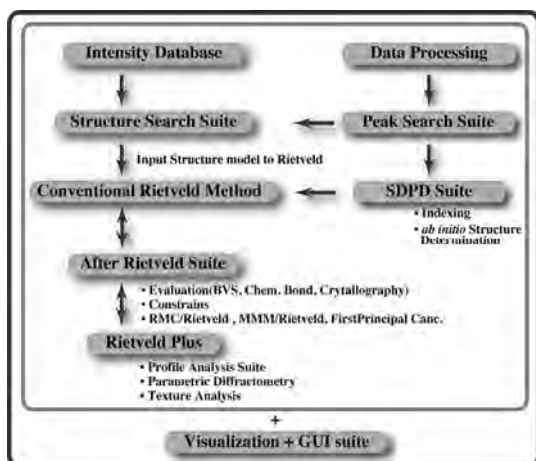 Intensity Database
Data Processing
Structure Search Suite
Peak Search Suite
Input Structure model to Rietveld
Conventional Rietveld Method
SDPD Suite
• Indexing
• ab initio Structure
Determination
After Rietveld Suite
• Evaluation(BVS, Chem. Bond, Crytallography)
• Constrains
• RMC/Rietveld , MMM/Rietveld, FirstPrincipal Canc.
Rietveld Plus
• Profile Analysis Suite
• Parametric Diffractometry
• Texture Analysis
+
Visualization + GUI suite